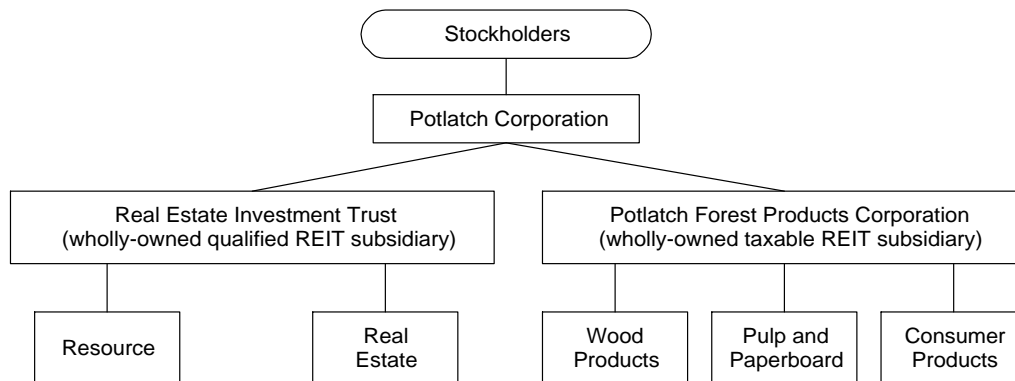 Stockholders
Potlatch Corporation
Real Estate Investment Trust
(wholly-owned qualified REIT subsidiary)
Potlatch Forest Products Corporation
(wholly-owned taxable REIT subsidiary)
Resource
Real
Estate
Wood
Products
Pulp and
Paperboard
Consumer
Products